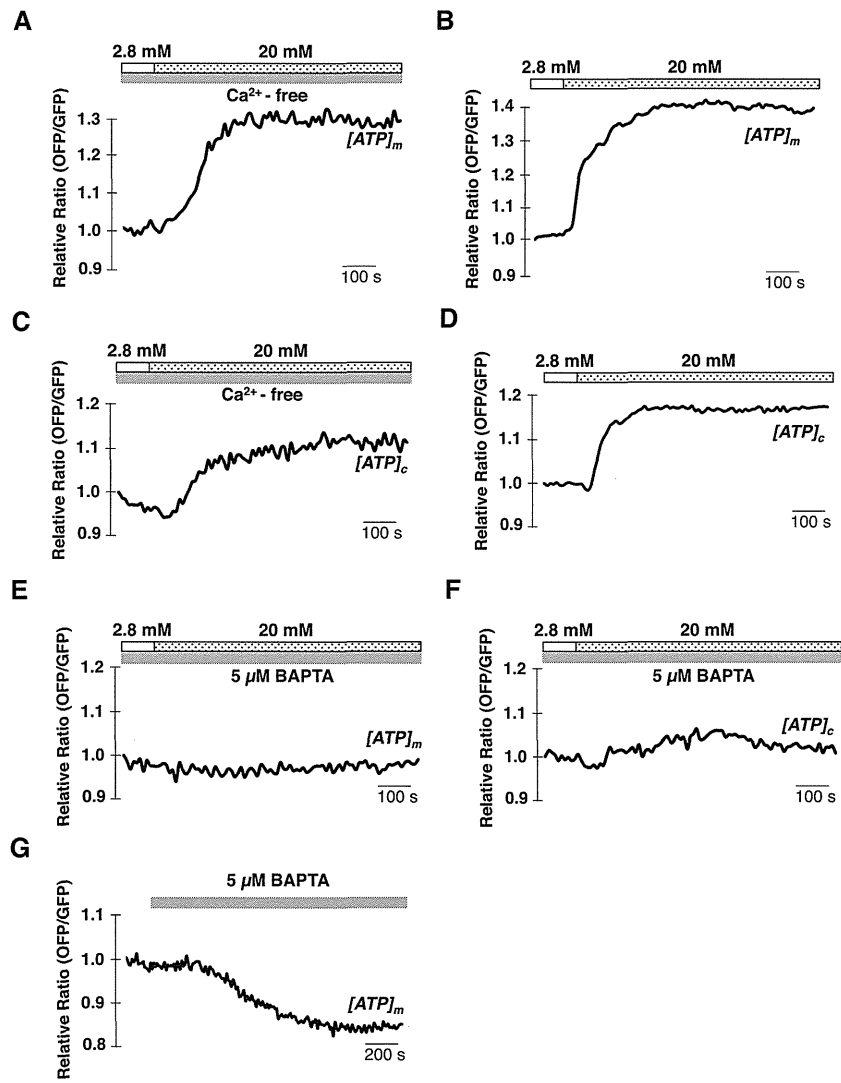 A
2.8 mM 20 mM
Ca²⁺ - free
Relative Ratio (OFP/GFP)
1.3
1.2
1.1
1.0
0.9
[ATP]m
100 s
B
2.8 mM 20 mM
Relative Ratio (OFP/GFP)
1.4
1.3
1.2
1.1
1.0
0.9
[ATP]m
100 s
C
2.8 mM 20 mM
Ca²⁺ - free
Relative Ratio (OFP/GFP)
1.2
1.1
1.0
0.9
[ATP]c
100 s
D
2.8 mM 20 mM
Relative Ratio (OFP/GFP)
1.2
1.1
1.0
0.9
[ATP]c
100 s
E
2.8 mM 20 mM
5 µM BAPTA
Relative Ratio (OFP/GFP)
1.2
1.1
1.0
0.9
[ATP]m
100 s
F
2.8 mM 20 mM
5 µM BAPTA
Relative Ratio (OFP/GFP)
1.2
1.1
1.0
0.9
[ATP]c
100 s
G
5 µM BAPTA
Relative Ratio (OFP/GFP)
1.1
1.0
0.9
0.8
[ATP]m
200 s